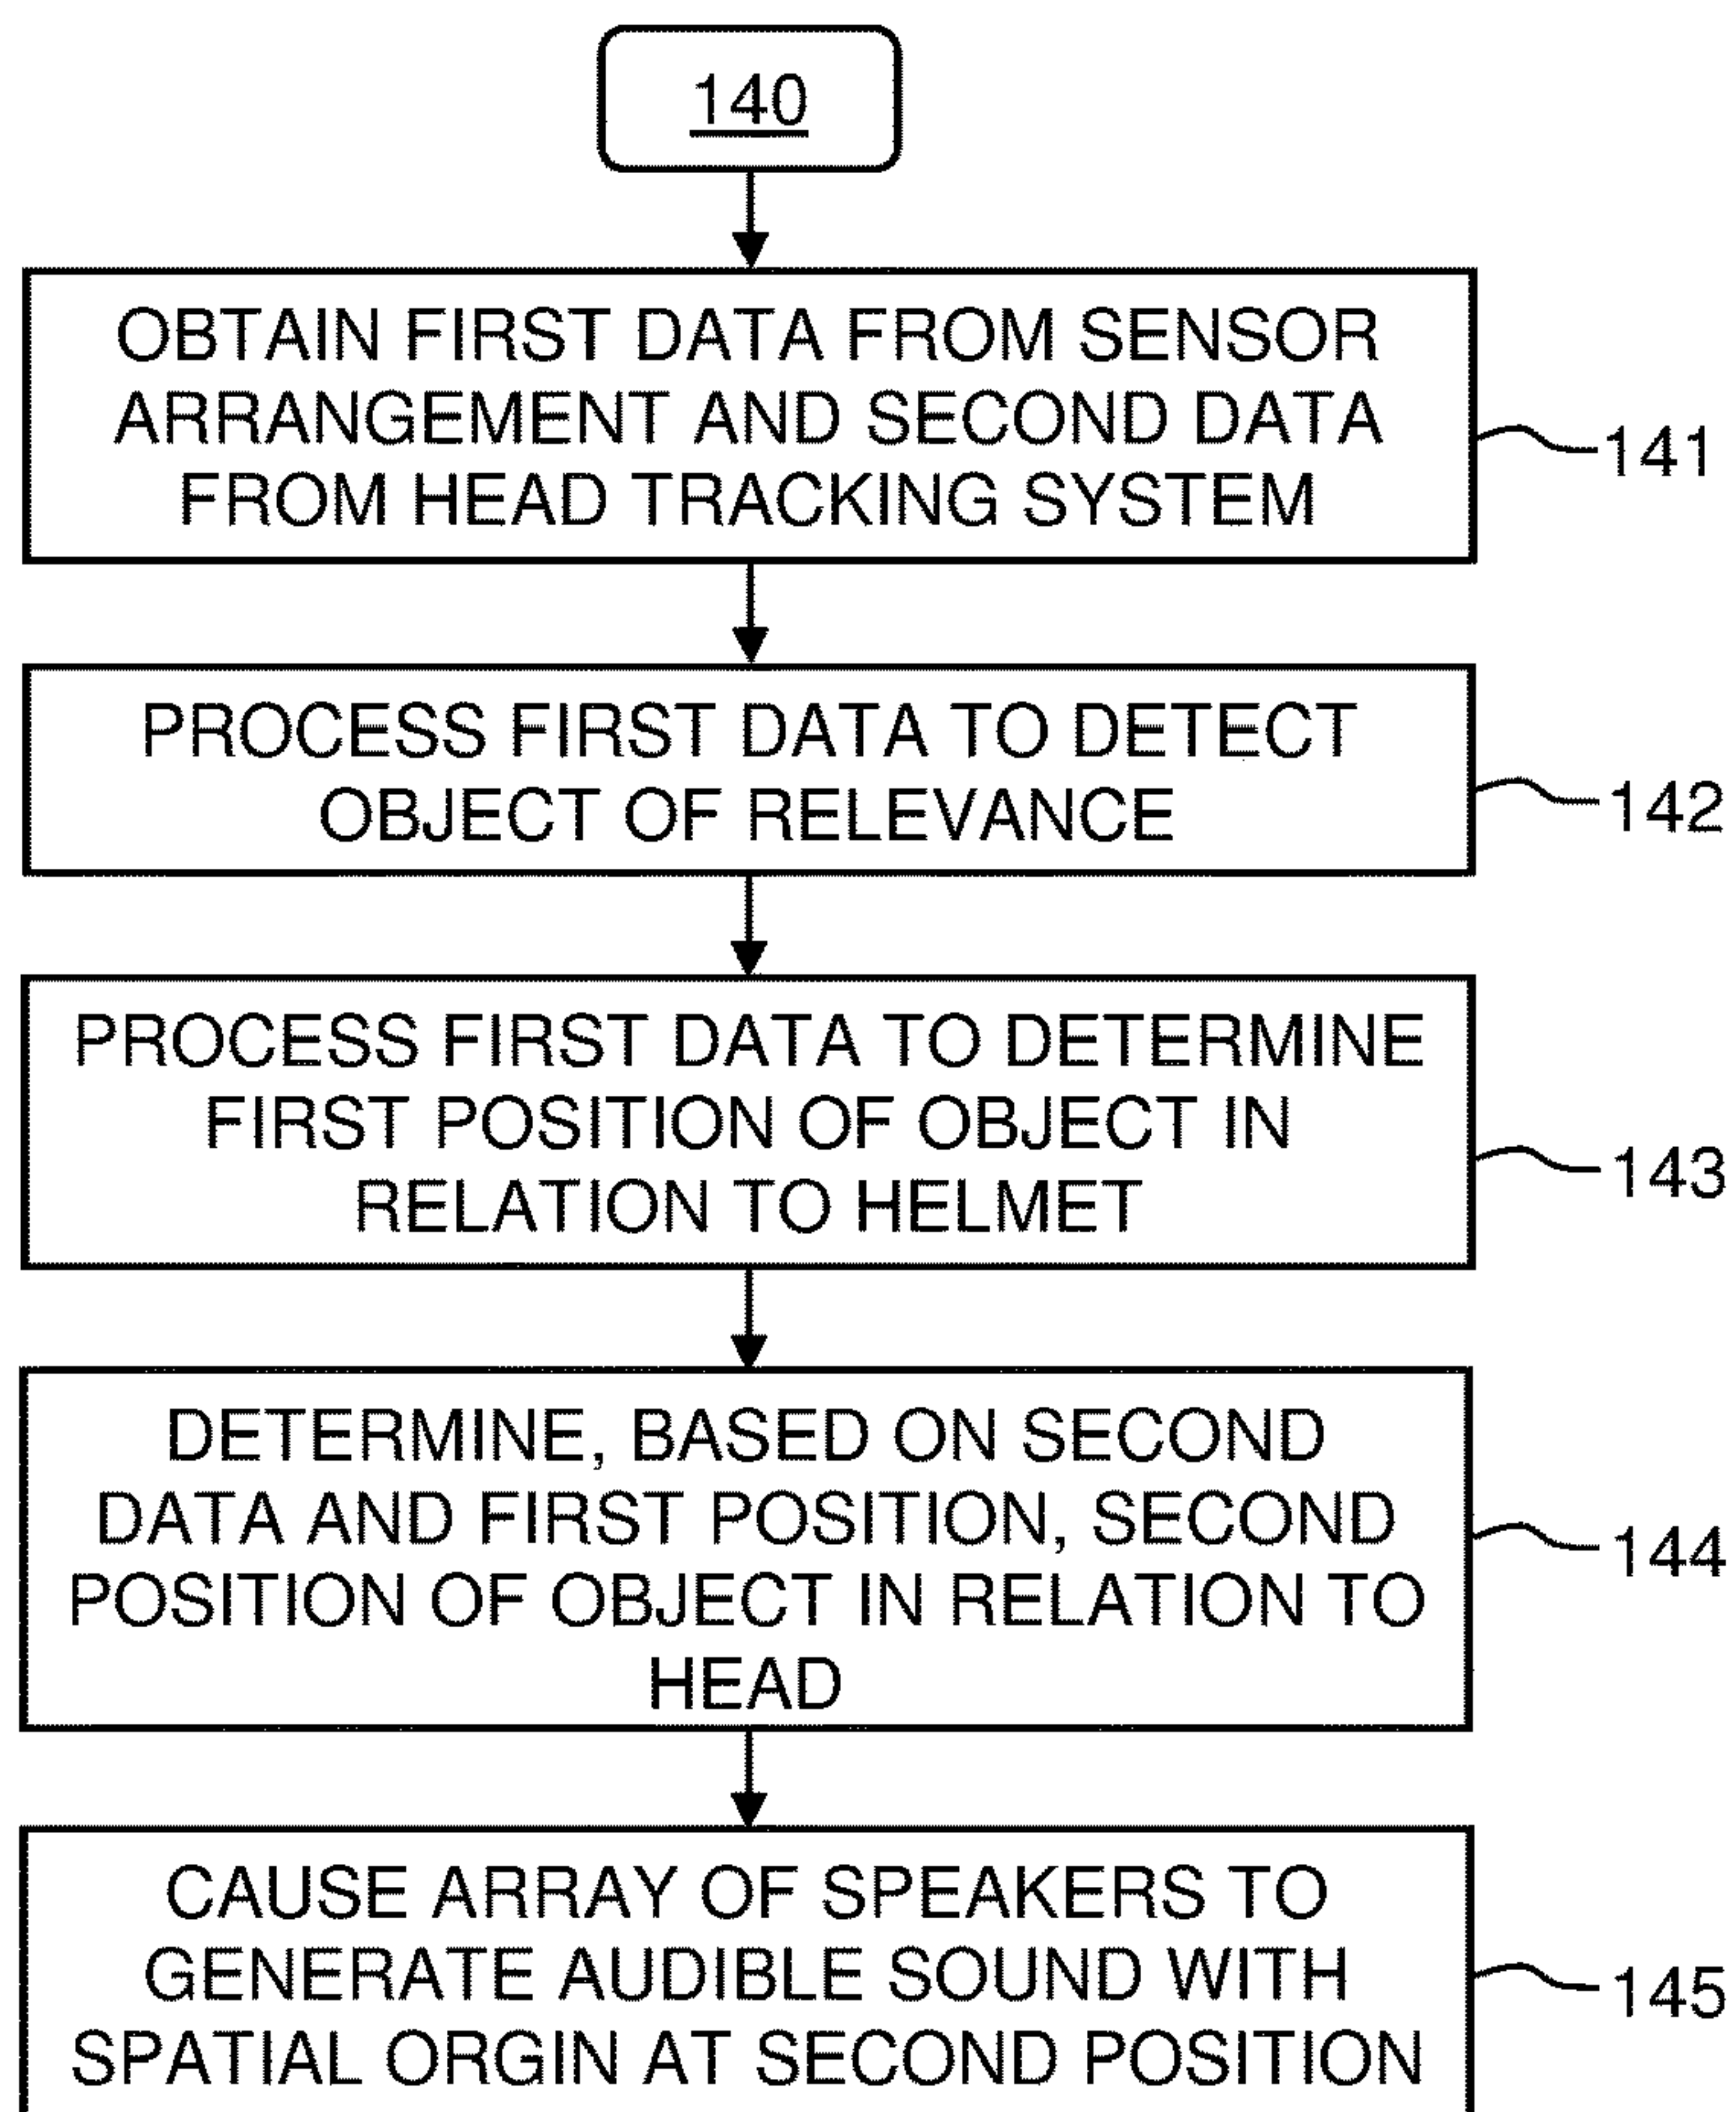 140
OBTAIN FIRST DATA FROM SENSOR
ARRANGEMENT AND SECOND DATA
FROM HEAD TRACKING SYSTEM
141
PROCESS FIRST DATA TO DETECT
OBJECT OF RELEVANCE
142
PROCESS FIRST DATA TO DETERMINE
FIRST POSITION OF OBJECT IN
RELATION TO HELMET
143
DETERMINE, BASED ON SECOND
DATA AND FIRST POSITION, SECOND
POSITION OF OBJECT IN RELATION TO
HEAD
144
CAUSE ARRAY OF SPEAKERS TO
GENERATE AUDIBLE SOUND WITH
SPATIAL ORGIN AT SECOND POSITION
145